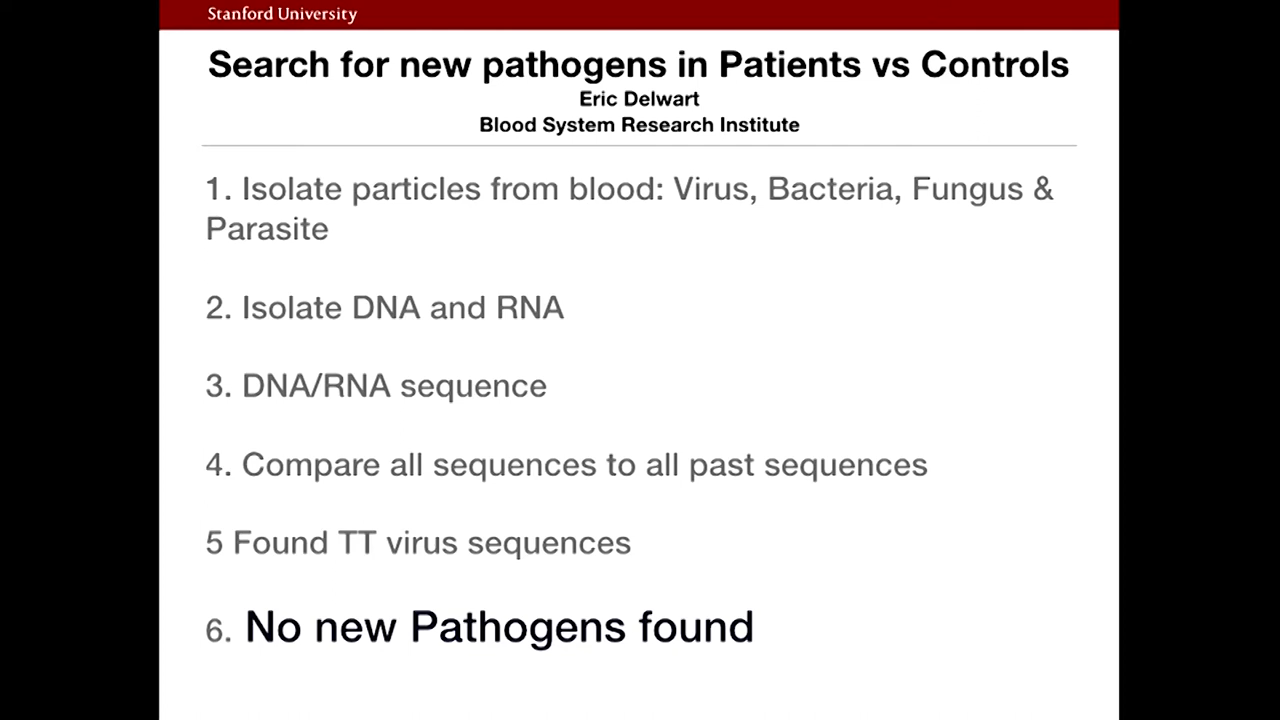 Stanford University
Search for new pathogens in Patients vs Controls
Eric Delwart
Blood System Research Institute
1. Isolate particles from blood: Virus, Bacteria, Fungus &
Parasite
2. Isolate DNA and RNA
3. DNA/RNA sequence
4. Compare all sequences to all past sequences
5 Found TT virus sequences
6. No new Pathogens found